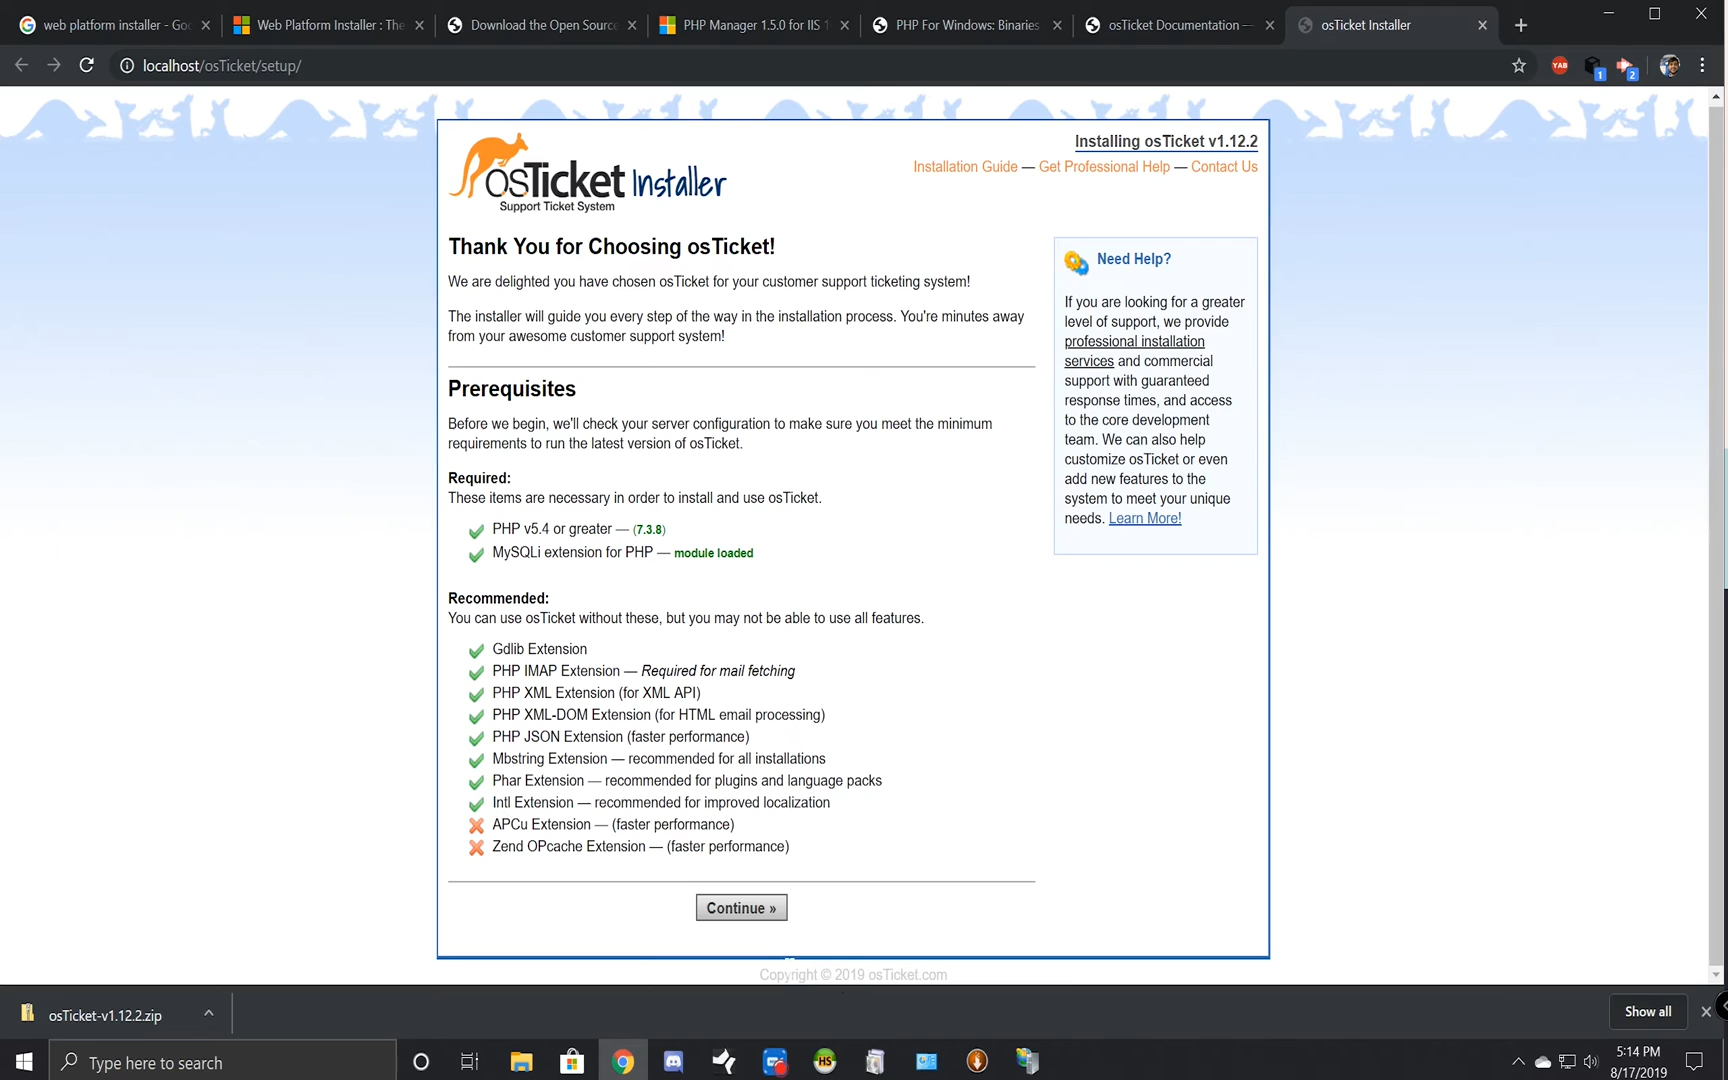 web platform installer - Goo
Web Platform Installer : The
Download the Open Source
PHP Manager 1.5.0 for IIS 1
PHP For Windows: Binaries
osTicket Documentation —
osTicket Installer
localhost/osTicket/setup/
YAB
1
2
osTicket Installer
Support Ticket System
Installing osTicket v1.12.2
Installation Guide — Get Professional Help — Contact Us
Thank You for Choosing osTicket!
We are delighted you have chosen osTicket for your customer support ticketing system!
The installer will guide you every step of the way in the installation process. You're minutes away
from your awesome customer support system!
Prerequisites
Before we begin, we'll check your server configuration to make sure you meet the minimum
requirements to run the latest version of osTicket.
Required:
These items are necessary in order to install and use osTicket.
PHP v5.4 or greater — (7.3.8)
MySQLi extension for PHP — module loaded
Recommended:
You can use osTicket without these, but you may not be able to use all features.
Gdlib Extension
PHP IMAP Extension — Required for mail fetching
PHP XML Extension (for XML API)
PHP XML-DOM Extension (for HTML email processing)
PHP JSON Extension (faster performance)
Mbstring Extension — recommended for all installations
Phar Extension — recommended for plugins and language packs
Intl Extension — recommended for improved localization
APCu Extension — (faster performance)
Zend OPcache Extension — (faster performance)
Continue »
Need Help?
If you are looking for a greater
level of support, we provide
professional installation
services and commercial
support with guaranteed
response times, and access
to the core development
team. We can also help
customize osTicket or even
add new features to the
system to meet your unique
needs. Learn More!
Copyright © 2019 osTicket.com
osTicket-v1.12.2.zip
Show all
Type here to search
HS
5:14 PM
8/17/2019